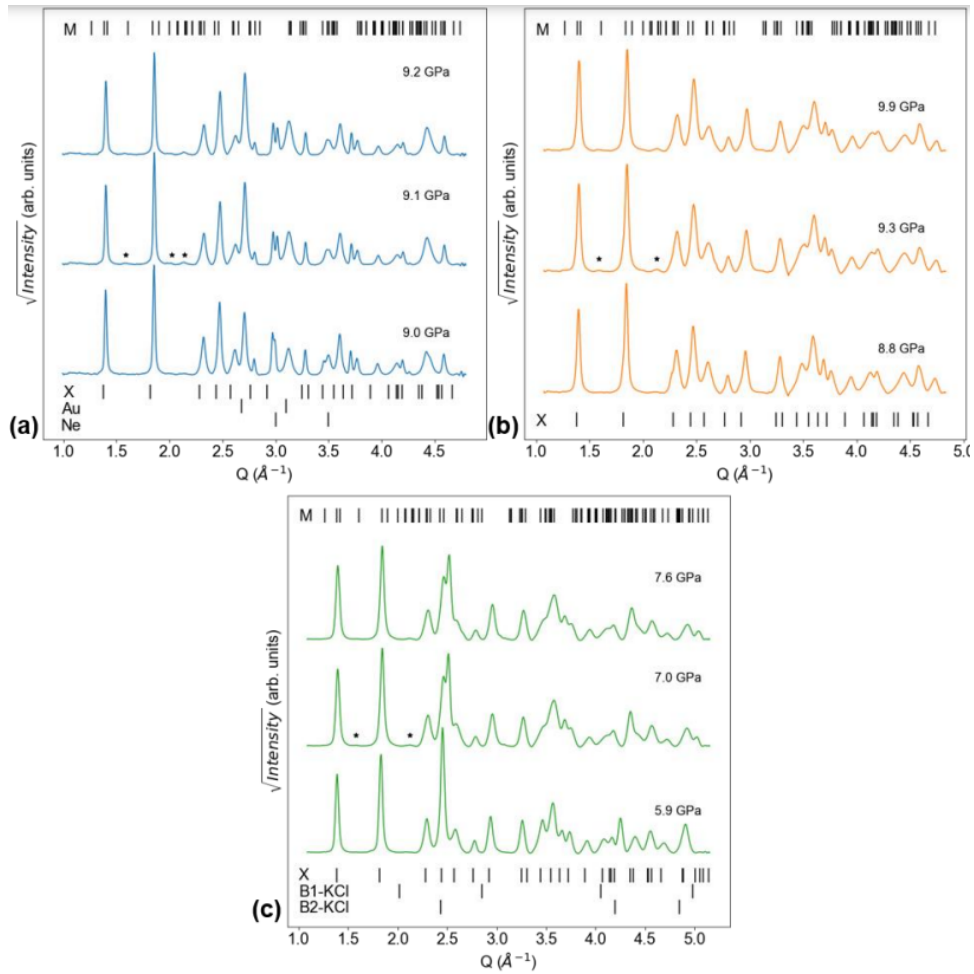 M
9.2 GPa
9.1 GPa
* * *
9.0 GPa
X
Au
Ne
(a)
√Intensity (arb. units)
1.0 1.5 2.0 2.5 3.0 3.5 4.0 4.5
Q (Å⁻¹)
M
9.9 GPa
9.3 GPa
* *
8.8 GPa
X
(b)
√Intensity (arb. units)
1.0 1.5 2.0 2.5 3.0 3.5 4.0 4.5 5.0
Q (Å⁻¹)
M
7.6 GPa
7.0 GPa
* *
5.9 GPa
X
B1-KCl
B2-KCl
(c)
√Intensity (arb. units)
1.0 1.5 2.0 2.5 3.0 3.5 4.0 4.5 5.0
Q (Å⁻¹)